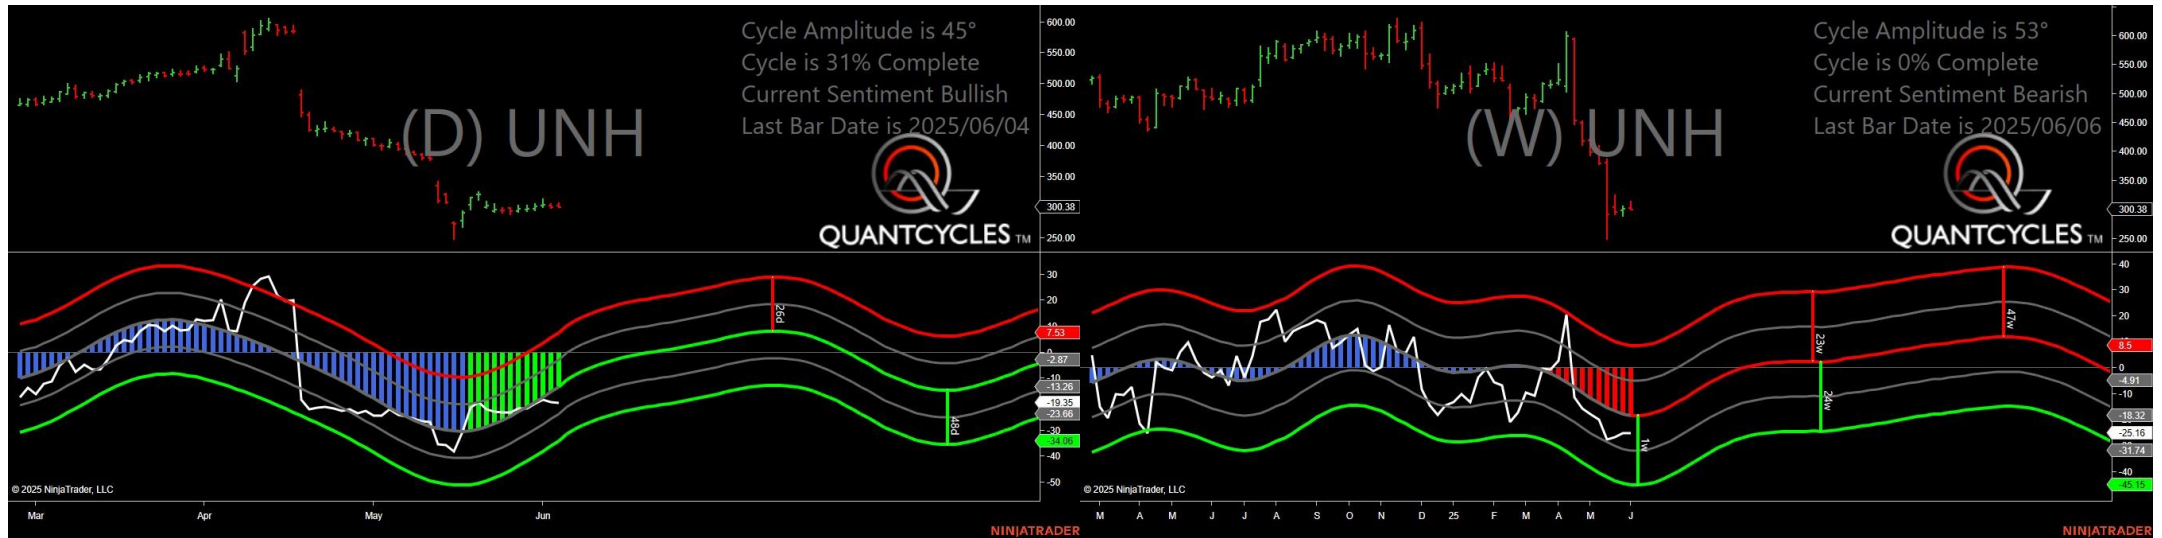 Cycle Amplitude is 45°
Cycle is 31% Complete
Current Sentiment Bullish
Last Bar Date is 2025/06/04
(D) UNH
QUANTCYCLES TM
600.00
550.00
500.00
450.00
400.00
350.00
300.38
250.00
30
20
10
7.53
0
-2.87
-10
-13.26
-19.35
-23.66
-30
-34.06
-40
-50
26d
48d
© 2025 NinjaTrader, LLC
Mar Apr May Jun
NINJATRADER
Cycle Amplitude is 53°
Cycle is 0% Complete
Current Sentiment Bearish
Last Bar Date is 2025/06/06
(W) UNH
QUANTCYCLES TM
600.00
550.00
500.00
450.00
400.00
350.00
300.38
250.00
40
30
20
8.5
0
-4.91
-10
-18.32
-25.16
-31.74
-40
-45.15
1w
23w
24w
47w
© 2025 NinjaTrader, LLC
M A M J J A S O N D 25 F M A M J
NINJATRADER